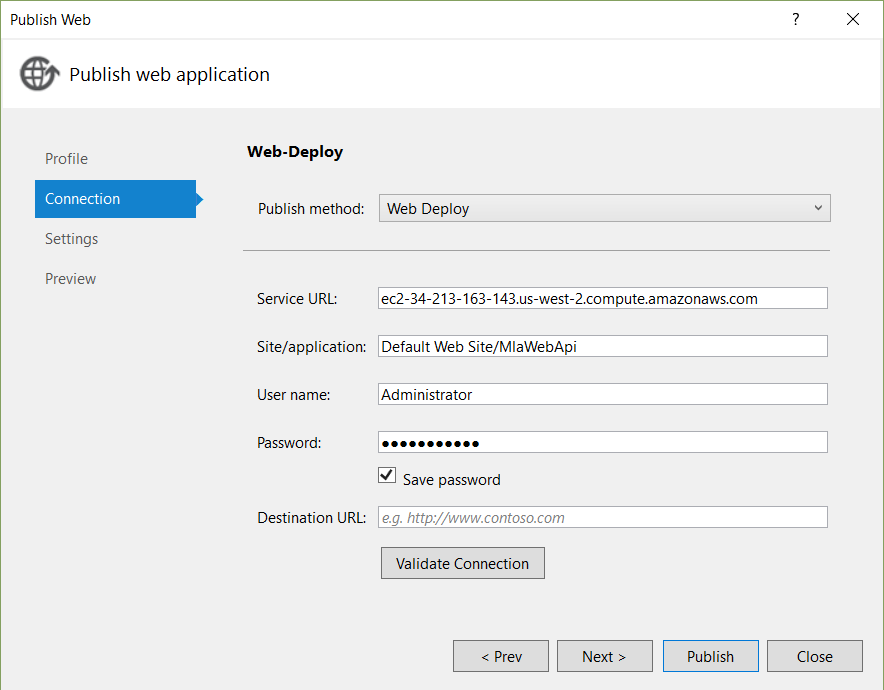 Publish Web
?
Publish web application
Profile
Connection
Settings
Preview
Web-Deploy
Publish method: Web Deploy
Service URL: ec2-34-213-163-143.us-west-2.compute.amazonaws.com
Site/application: Default Web Site/MlaWebApi
User name: Administrator
Password: ●●●●●●●●●●●
Save password
Destination URL: e.g. http://www.contoso.com
Validate Connection
< Prev Next > Publish Close